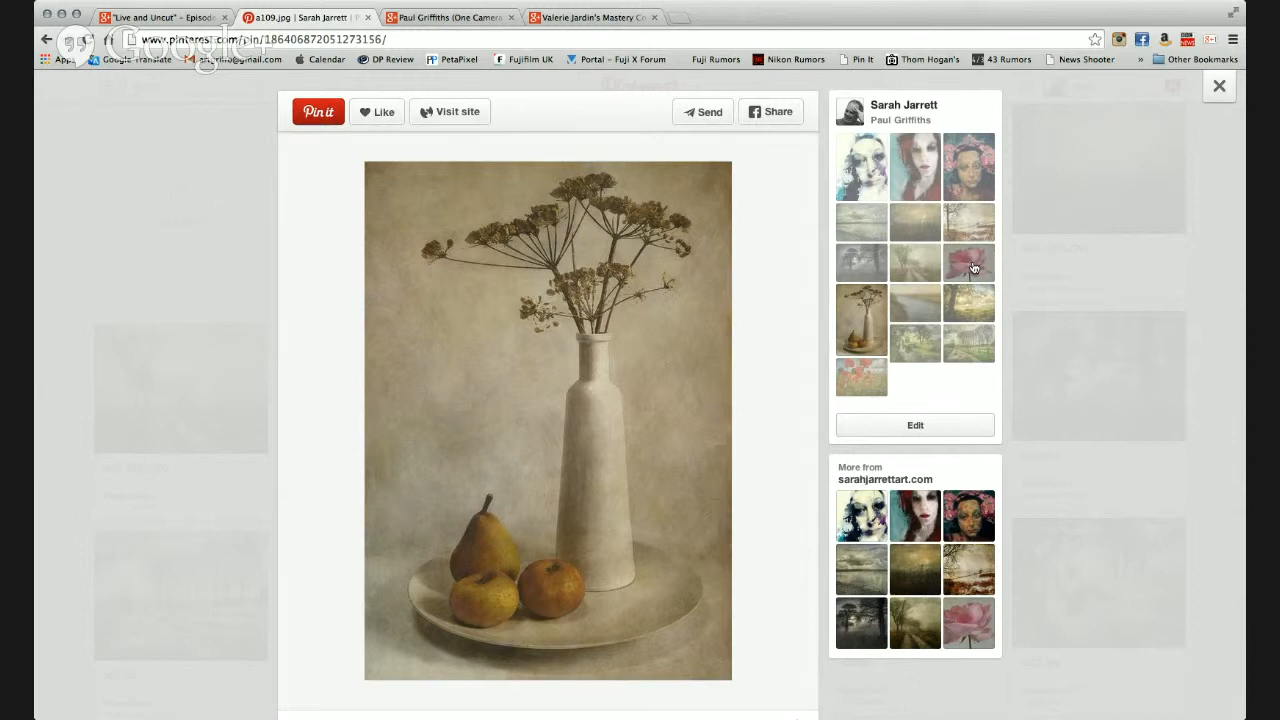 "Live and Uncut" - Episode
a109.jpg | Sarah Jarrett | P
Paul Griffiths (One Camera
Valerie Jardin's Mastery Co
Google+
www.pinterest.com/pin/186406872051273156/
Apps
Google Translate
Calendar
DP Review
PetaPixel
Fujifilm UK
Portal - Fuji X Forum
Fuji Rumors
Nikon Rumors
Pin It
Thom Hogan's
43 Rumors
News Shooter
»
Other Bookmarks
Pin it
Like
Visit site
Send
Share
Sarah Jarrett
Paul Griffiths
Edit
More from
sarahjarrettart.com